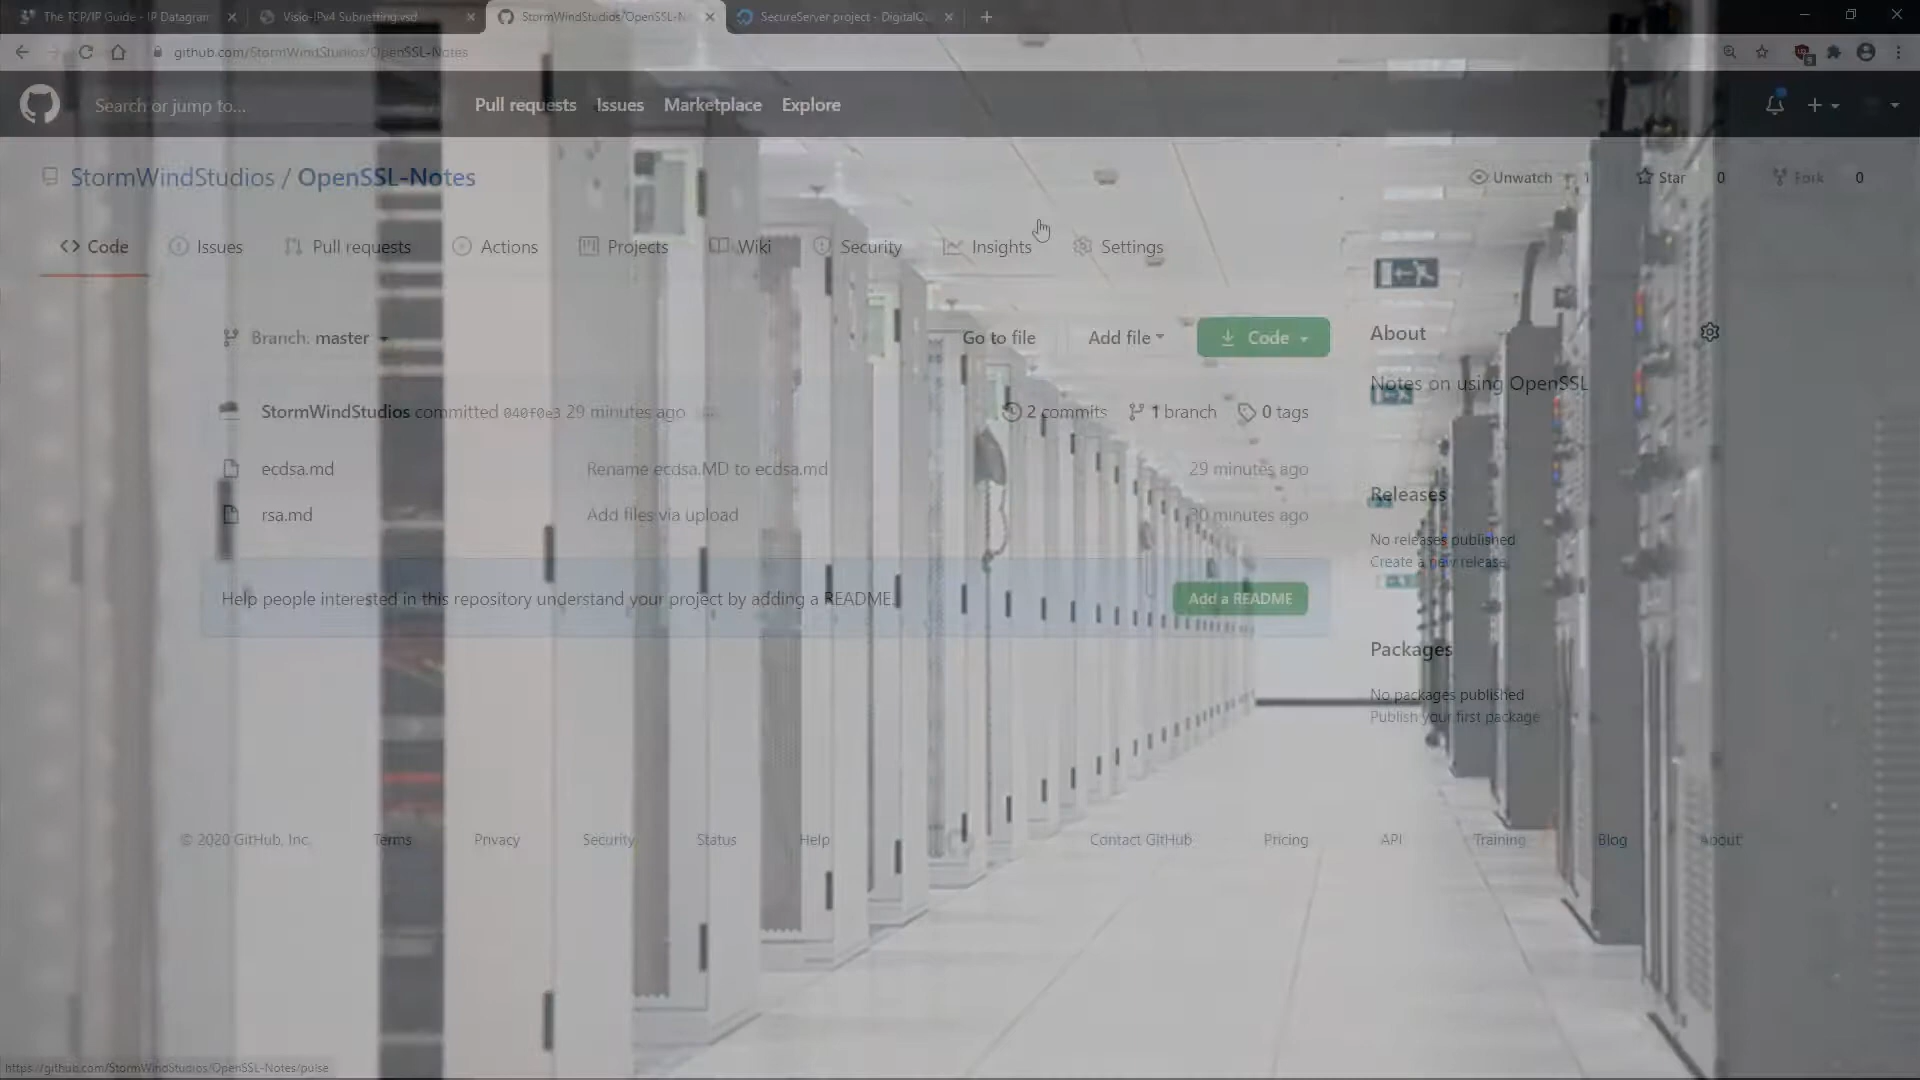 The TCP/IP Guide - IP Datagram
Visio-IPv4 Subnetting.vsd
StormWindStudios/OpenSSL-N
SecureServer project - DigitalO
github.com/StormWindStudios/OpenSSL-Notes
Search or jump to...
Pull requests
Issues
Marketplace
Explore
StormWindStudios / OpenSSL-Notes
Unwatch 1
Star 0
Fork 0
Code
Issues
Pull requests
Actions
Projects
Wiki
Security
Insights
Settings
Branch: master
Go to file
Add file
Code
About
Notes on using OpenSSL
StormWindStudios committed 040f0e3 29 minutes ago
2 commits
1 branch
0 tags
ecdsa.md
Rename ecdsa.MD to ecdsa.md
29 minutes ago
rsa.md
Add files via upload
30 minutes ago
Releases
No releases published
Create a new release
Help people interested in this repository understand your project by adding a README.
Add a README
Packages
No packages published
Publish your first package
© 2020 GitHub, Inc.
Terms
Privacy
Security
Status
Help
Contact GitHub
Pricing
API
Training
Blog
About
https://github.com/StormWindStudios/OpenSSL-Notes/pulse